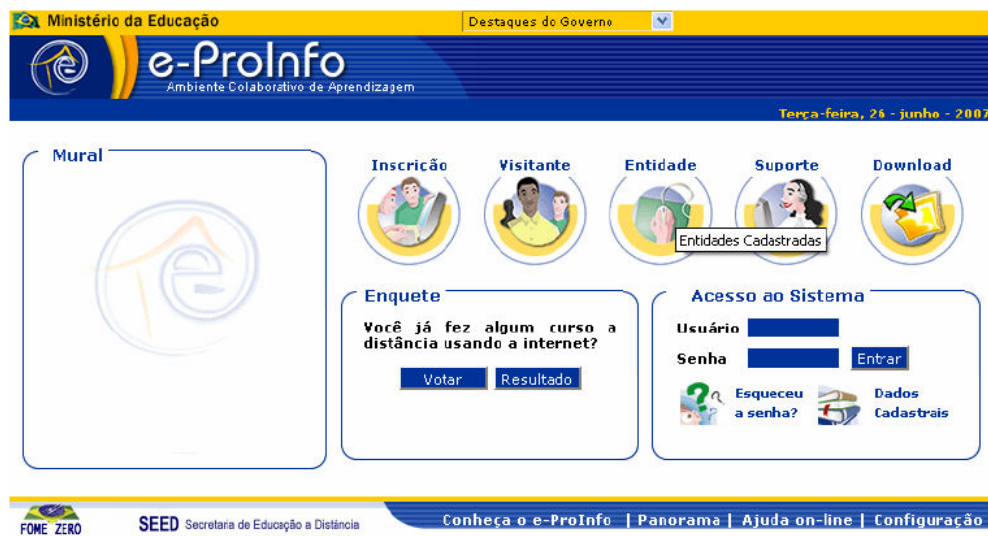 Ministério da Educação
Destaques do Governo
e-ProInfo
Ambiente Colaborativo de Aprendizagem
Terça-feira, 26 - junho - 2007
Mural
Inscrição Visitante Entidade Suporte Download
Entidades Cadastradas
Enquete
Você já fez algum curso a
distância usando a internet?
Votar Resultado
Acesso ao Sistema
Usuário
Senha Entrar
Esqueceu
a senha?
Dados
Cadastrais
FOME ZERO
SEED Secretaria de Educação a Distância
Conheça o e-ProInfo | Panorama | Ajuda on-line | Configuração